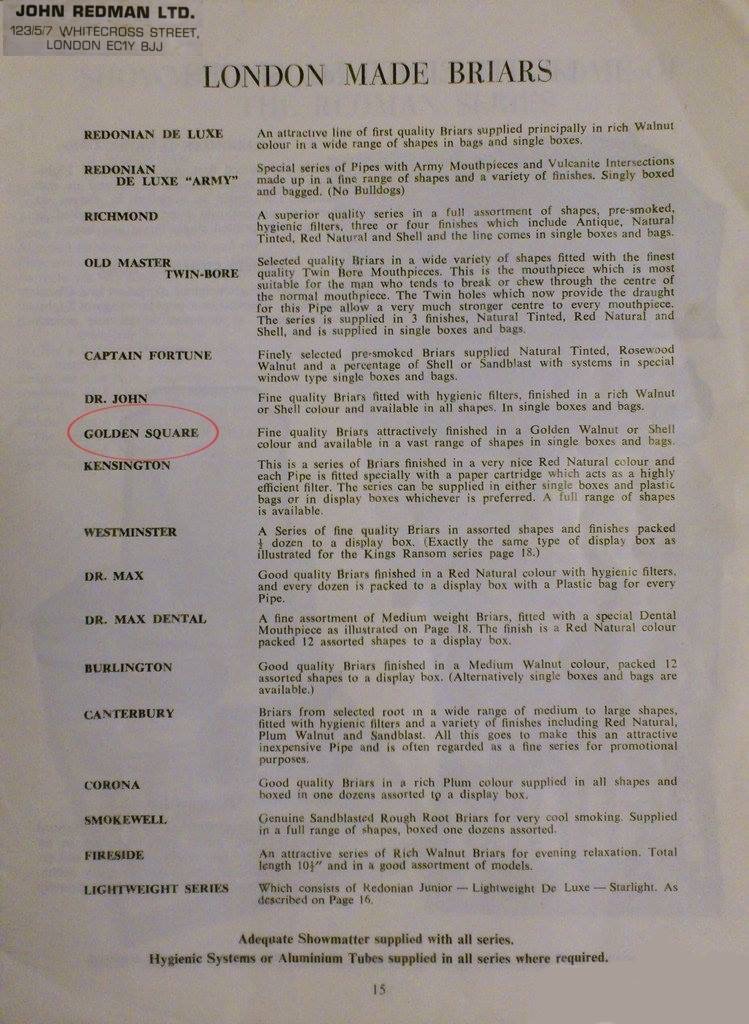 JOHN REDMAN LTD.
123/5/7 WHITECROSS STREET,
LONDON EC1Y BJJ
LONDON MADE BRIARS
REDONIAN DE LUXE
An attractive line of first quality Briars supplied principally in rich Walnut
colour in a wide range of shapes in bags and single boxes.
REDONIAN
DE LUXE “ARMY”
Special series of Pipes with Army Mouthpieces and Vulcanite Intersections
made up in a fine range of shapes and a variety of finishes. Singly boxed
and bagged. (No Bulldogs)
RICHMOND
A superior quality series in a full assortment of shapes, pre-smoked,
hygienic filters, three or four finishes which include Antique, Natural
Tinted, Red Natural and Shell and the line comes in single boxes and bags.
OLD MASTER
TWIN-BORE
Selected quality Briars in a wide variety of shapes fitted with the finest
quality Twin Bore Mouthpieces. This is the mouthpiece which is most
suitable for the man who tends to break or chew through the centre of
the normal mouthpiece. The Twin holes which now provide the draught
for this Pipe allow a very much stronger centre to every mouthpiece.
The series is supplied in 3 finishes, Natural Tinted, Red Natural and
Shell, and is supplied in single boxes and bags.
CAPTAIN FORTUNE
Finely selected pre-smoked Briars supplied Natural Tinted, Rosewood
Walnut and a percentage of Shell or Sandblast with systems in special
window type single boxes and bags.
DR. JOHN
Fine quality Briars fitted with hygienic filters, finished in a rich Walnut
or Shell colour and available in all shapes. In single boxes and bags.
GOLDEN SQUARE
Fine quality Briars attractively finished in a Golden Walnut or Shell
colour and available in a vast range of shapes in single boxes and bags.
KENSINGTON
This is a series of Briars finished in a very nice Red Natural colour and
each Pipe is fitted specially with a paper cartridge which acts as a highly
efficient filter. The series can be supplied in either single boxes and plastic
bags or in display boxes whichever is preferred. A full range of shapes
is available.
WESTMINSTER
A Series of fine quality Briars in assorted shapes and finishes packed
½ dozen to a display box. (Exactly the same type of display box as
illustrated for the Kings Ransom series page 18.)
DR. MAX
Good quality Briars finished in a Red Natural colour with hygienic filters,
and every dozen is packed to a display box with a Plastic bag for every
Pipe.
DR. MAX DENTAL
A fine assortment of Medium weight Briars, fitted with a special Dental
Mouthpiece as illustrated on Page 18. The finish is a Red Natural colour
packed 12 assorted shapes to a display box.
BURLINGTON
Good quality Briars finished in a Medium Walnut colour, packed 12
assorted shapes to a display box. (Alternatively single boxes and bags are
available.)
CANTERBURY
Briars from selected root in a wide range of medium to large shapes,
fitted with hygienic filters and a variety of finishes including Red Natural,
Plum Walnut and Sandblast. All this goes to make this an attractive
inexpensive Pipe and is often regarded as a fine series for promotional
purposes.
CORONA
Good quality Briars in a rich Plum colour supplied in all shapes and
boxed in one dozens assorted to a display box.
SMOKEWELL
Genuine Sandblasted Rough Root Briars for very cool smoking. Supplied
in a full range of shapes, boxed one dozens assorted.
FIRESIDE
An attractive series of Rich Walnut Briars for evening relaxation. Total
length 10½″ and in a good assortment of models.
LIGHTWEIGHT SERIES
Which consists of Redonian Junior — Lightweight De Luxe — Starlight. As
described on Page 16.
Adequate Showmatter supplied with all series.
Hygienic Systems or Aluminium Tubes supplied in all series where required.
15